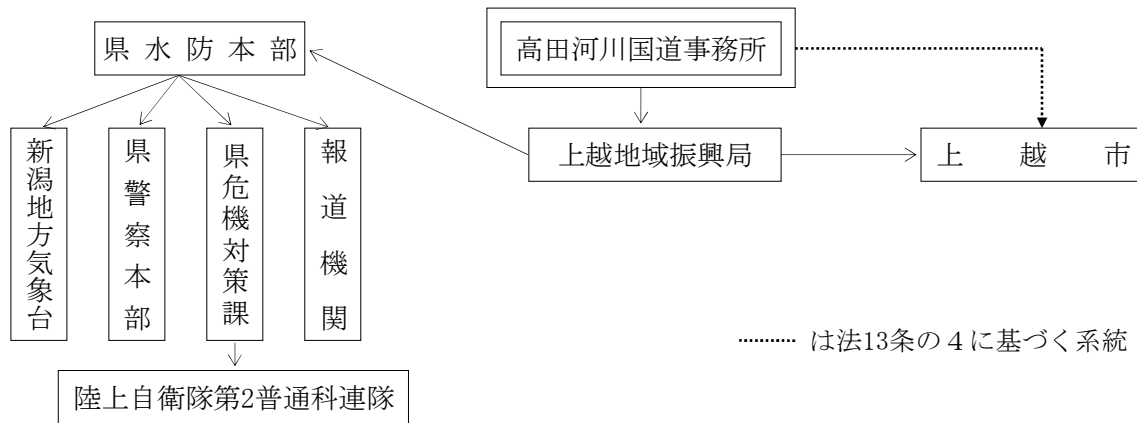 県水防本部
高田河川国道事務所
上越地域振興局
上越市
新潟地方気象台
県警察本部
県危機対策課
報道機関
陸上自衛隊第2普通科連隊
は法13条の４に基づく系統